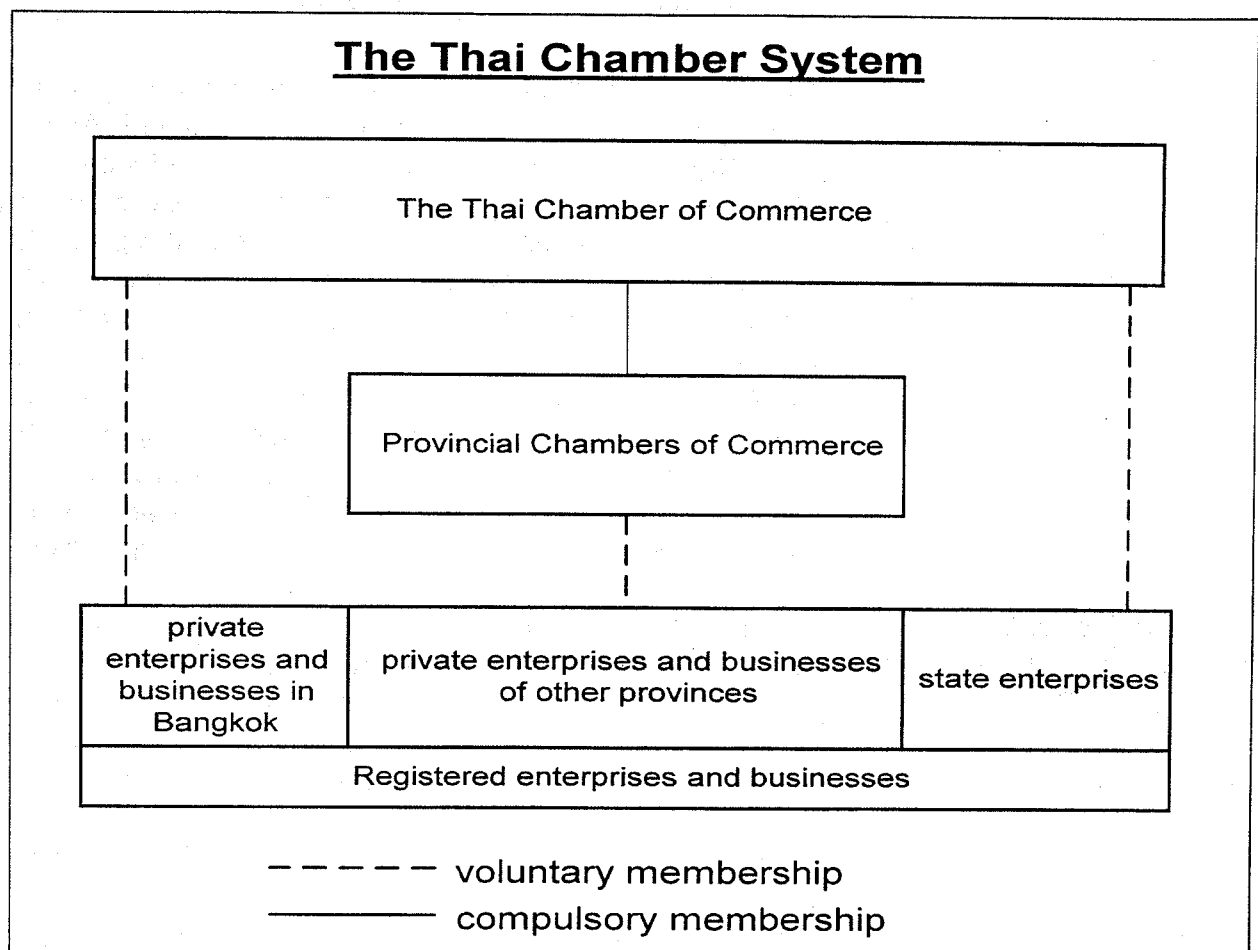 The Thai Chamber System
The Thai Chamber of Commerce
Provincial Chambers of Commerce
private
enterprises and
businesses in
Bangkok
private enterprises and businesses
of other provinces
state enterprises
Registered enterprises and businesses
voluntary membership
compulsory membership